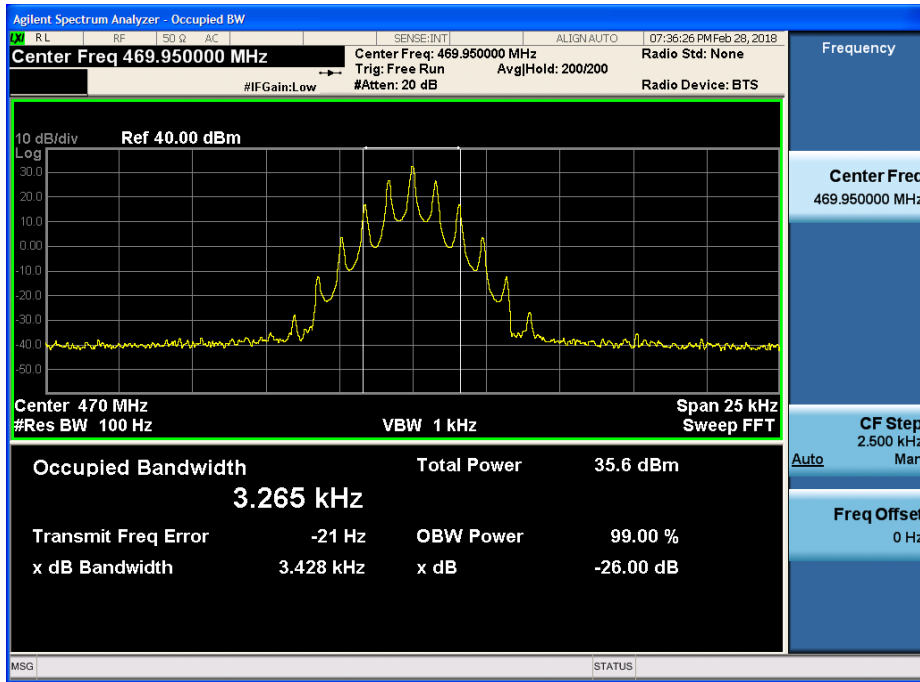 Agilent Spectrum Analyzer - Occupied BW
LXI RL RF 50 Ω AC SENSE:INT ALIGN AUTO 07:36:26 PM Feb 28, 2018
Center Freq 469.950000 MHz
Center Freq: 469.950000 MHz Radio Std: None
Trig: Free Run Avg|Hold: 200/200
#IFGain:Low #Atten: 20 dB Radio Device: BTS
10 dB/div Ref 40.00 dBm
Log
30.0
20.0
10.0
0.00
-10.0
-20.0
-30.0
-40.0
-50.0
Center 470 MHz Span 25 kHz
#Res BW 100 Hz VBW 1 kHz Sweep FFT
Occupied Bandwidth Total Power 35.6 dBm
3.265 kHz
Transmit Freq Error -21 Hz OBW Power 99.00 %
x dB Bandwidth 3.428 kHz x dB -26.00 dB
MSG STATUS
Frequency
Center Freq
469.950000 MHz
CF Step
2.500 kHz
Auto Man
Freq Offset
0 Hz